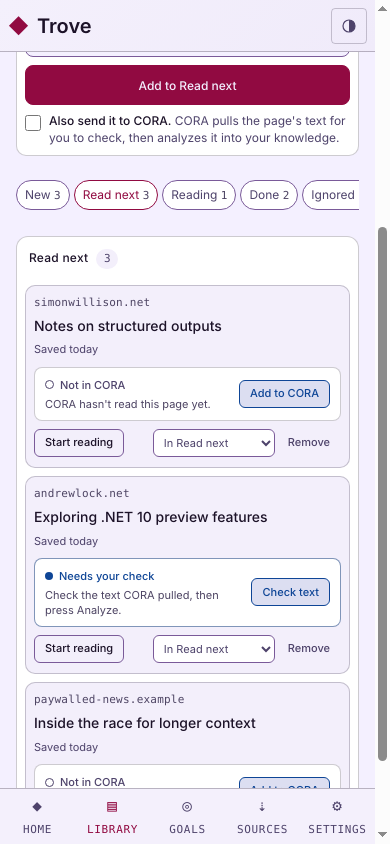 Trove
Add to Read next
Also send it to CORA. CORA pulls the page's text for
you to check, then analyzes it into your knowledge.
New 3
Read next 3
Reading 1
Done 2
Ignored
Read next 3
simonwillison.net
Notes on structured outputs
Saved today
Not in CORA
CORA hasn't read this page yet.
Add to CORA
Start reading
In Read next
Remove
andrewlock.net
Exploring .NET 10 preview features
Saved today
Needs your check
Check the text CORA pulled, then
press Analyze.
Check text
Start reading
In Read next
Remove
paywalled-news.example
Inside the race for longer context
Saved today
Not in CORA
Add to CORA
HOME
LIBRARY
GOALS
SOURCES
SETTINGS